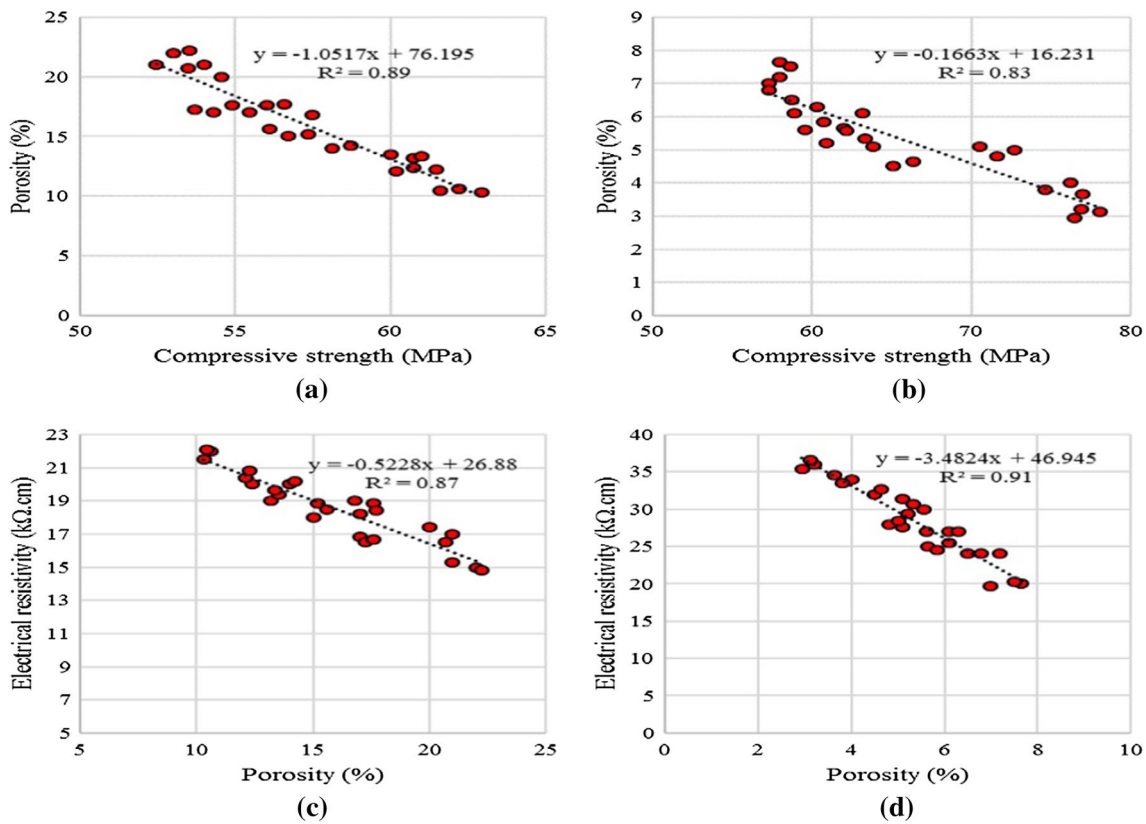 25
20
15
10
5
0
Porosity (%)
y = -1.0517x + 76.195
R² = 0.89
50 55 60 65
Compressive strength (MPa)
(a)
9
8
7
6
5
4
3
2
1
0
Porosity (%)
y = -0.1663x + 16.231
R² = 0.83
50 60 70 80
Compressive strength (MPa)
(b)
23
21
19
17
15
13
11
9
7
5
Electrical resistivity (kΩ.cm)
y = -0.5228x + 26.88
R² = 0.87
5 10 15 20 25
Porosity (%)
(c)
40
35
30
25
20
15
10
5
0
Electrical resistivity (kΩ.cm)
y = -3.4824x + 46.945
R² = 0.91
0 2 4 6 8 10
Porosity (%)
(d)